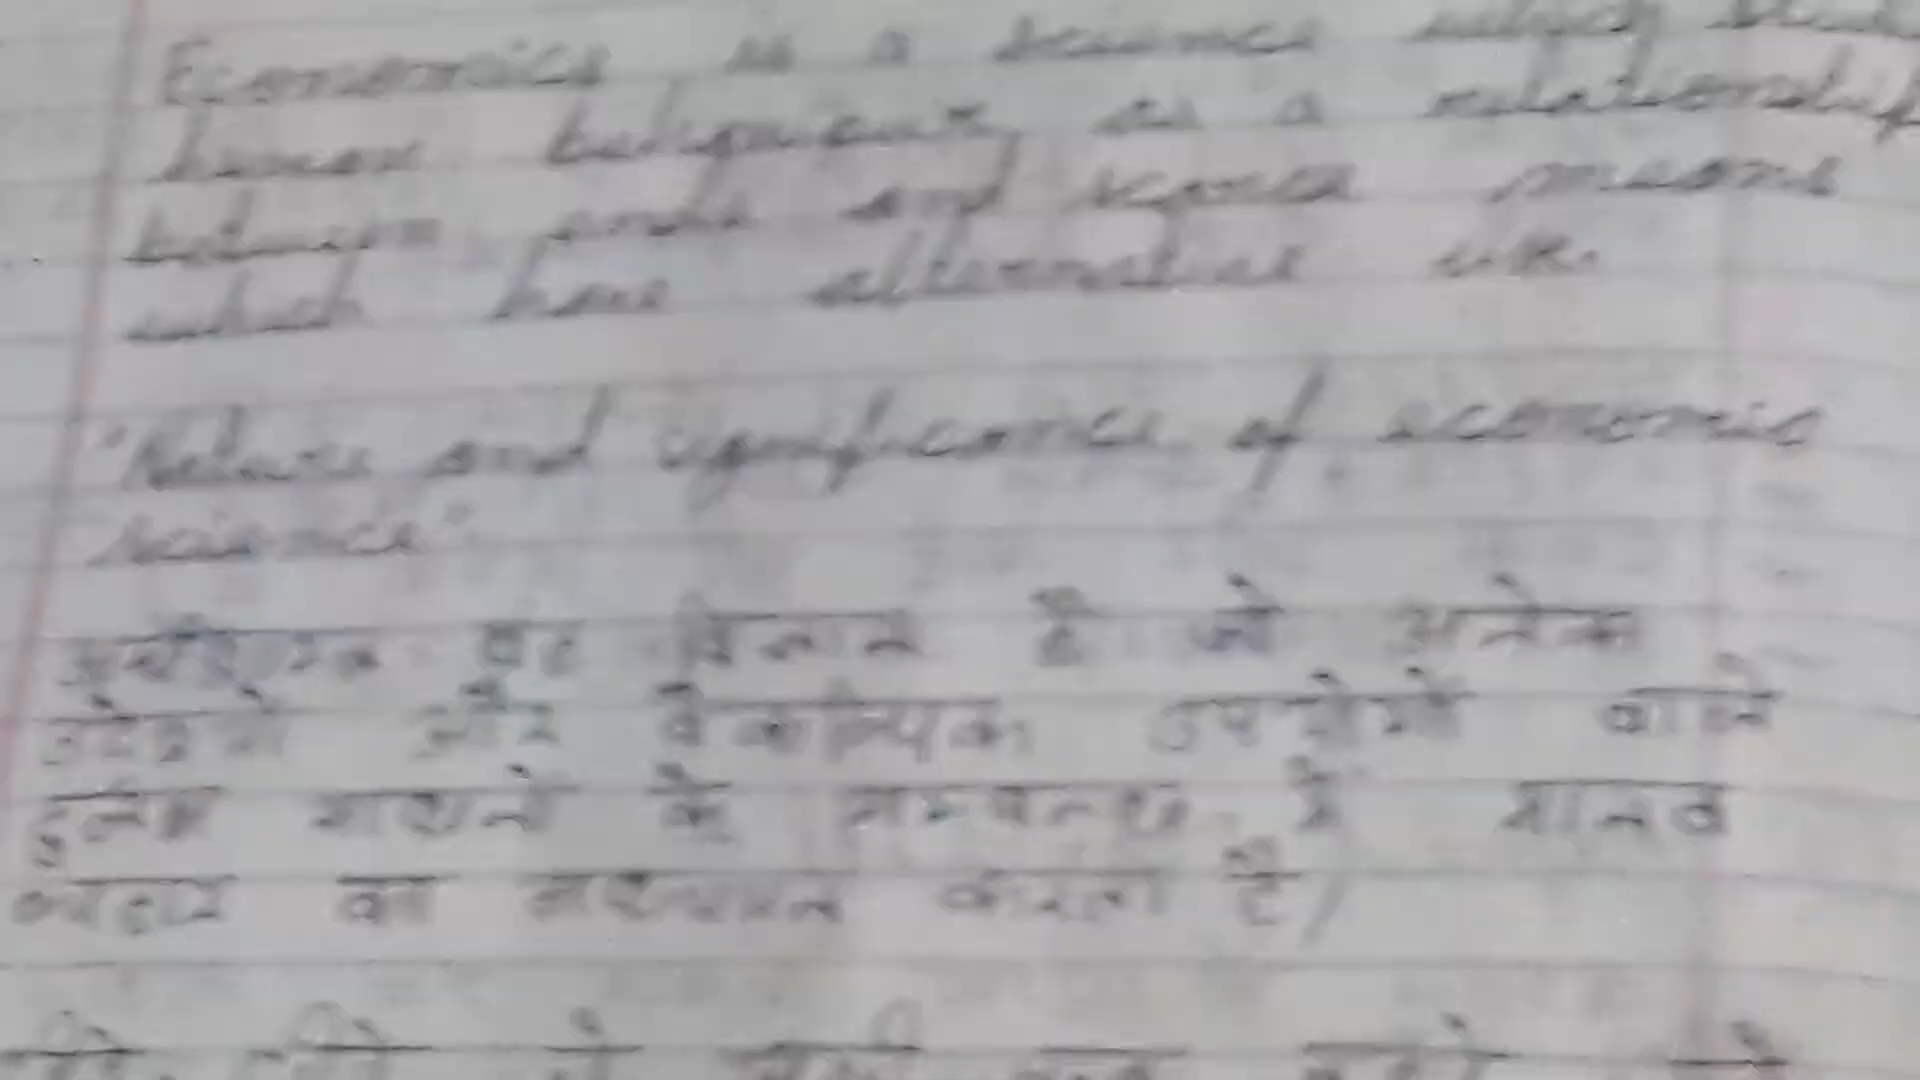 Economics is a science which
human behaviour as a relationship
between ends and scarce means
which have alternative use.
"Nature and significance of economic
science"
अर्थशास्त्र वह विज्ञान है जो अनेक
उद्देश्यों और वैकल्पिक उपयोगों वाले
दुर्लभ साधनों के सम्बन्ध में मानव
व्यवहार का अध्ययन करता है।